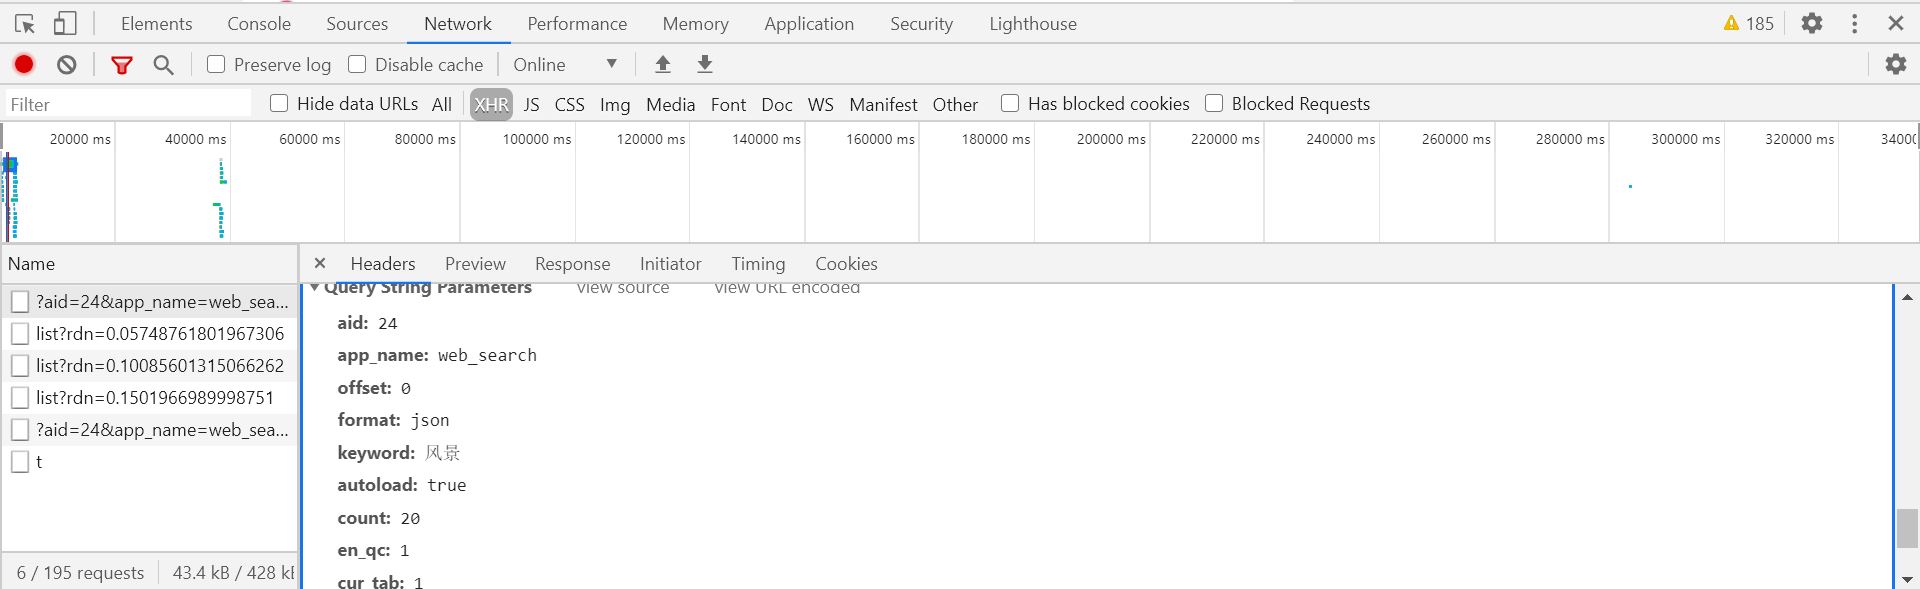 Elements Console Sources Network Performance Memory Application Security Lighthouse 185
Preserve log Disable cache Online
Filter Hide data URLs All XHR JS CSS Img Media Font Doc WS Manifest Other Has blocked cookies Blocked Requests
20000 ms 40000 ms 60000 ms 80000 ms 100000 ms 120000 ms 140000 ms 160000 ms 180000 ms 200000 ms 220000 ms 240000 ms 260000 ms 280000 ms 300000 ms 320000 ms 34000
Name
Headers Preview Response Initiator Timing Cookies
?aid=24&app_name=web_sea...
list?rdn=0.05748761801967306
list?rdn=0.10085601315066262
list?rdn=0.1501966989998751
?aid=24&app_name=web_sea...
t
6 / 195 requests 43.4 kB / 428 kB
Query String Parameters view source view URL encoded
aid: 24
app_name: web_search
offset: 0
format: json
keyword: 风景
autoload: true
count: 20
en_qc: 1
cur_tab: 1